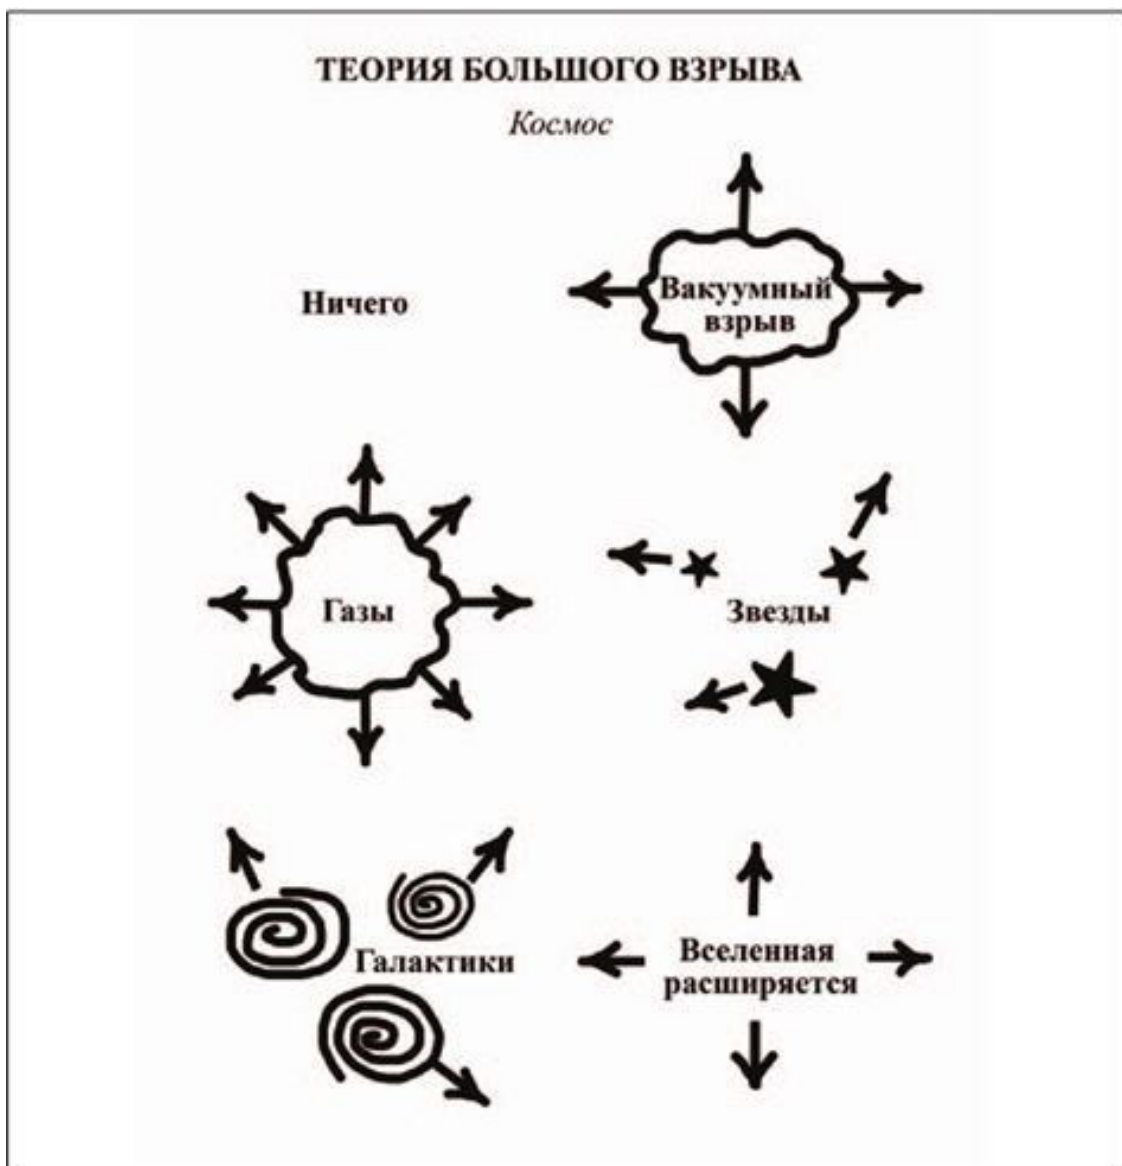 ТЕОРИЯ БОЛЬШОГО ВЗРЫВА
Космос
Ничего
Вакуумный
взрыв
Газы
Звезды
Галактики
Вселенная
расширяется